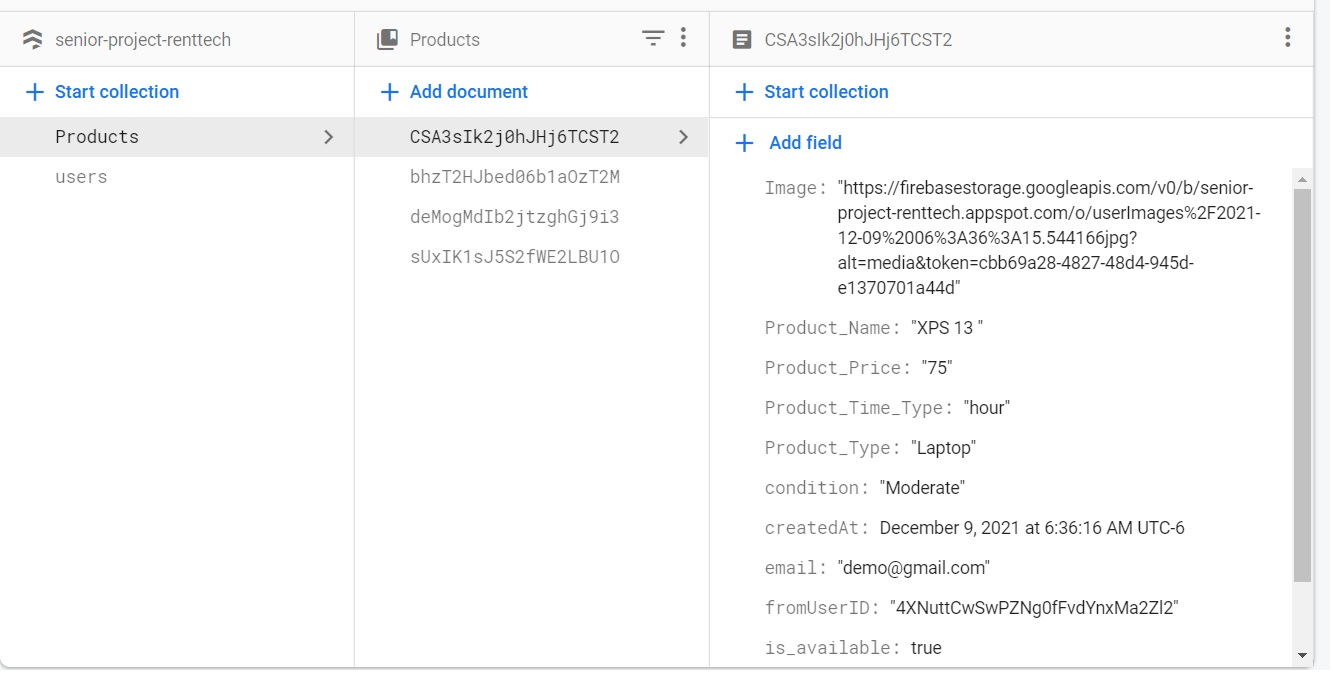 senior-project-renttech
Products
CSA3sIk2j0hJHj6TCST2
Start collection
Add document
Start collection
Products
CSA3sIk2j0hJHj6TCST2
Add field
users
bhzT2HJbed06b1aOzT2M
deMogMdIb2jtzghGj9i3
sUxIK1sJ5S2fWE2LBU1O
Image: "https://firebasestorage.googleapis.com/v0/b/senior-
project-renttech.appspot.com/o/userImages%2F2021-
12-09%2006%3A36%3A15.544166jpg?
alt=media&token=cbb69a28-4827-48d4-945d-
e1370701a44d"
Product_Name: "XPS 13 "
Product_Price: "75"
Product_Time_Type: "hour"
Product_Type: "Laptop"
condition: "Moderate"
createdAt: December 9, 2021 at 6:36:16 AM UTC-6
email: "demo@gmail.com"
fromUserID: "4XNuttCwSwPZNg0fFvdYnxMa2Zl2"
is_available: true